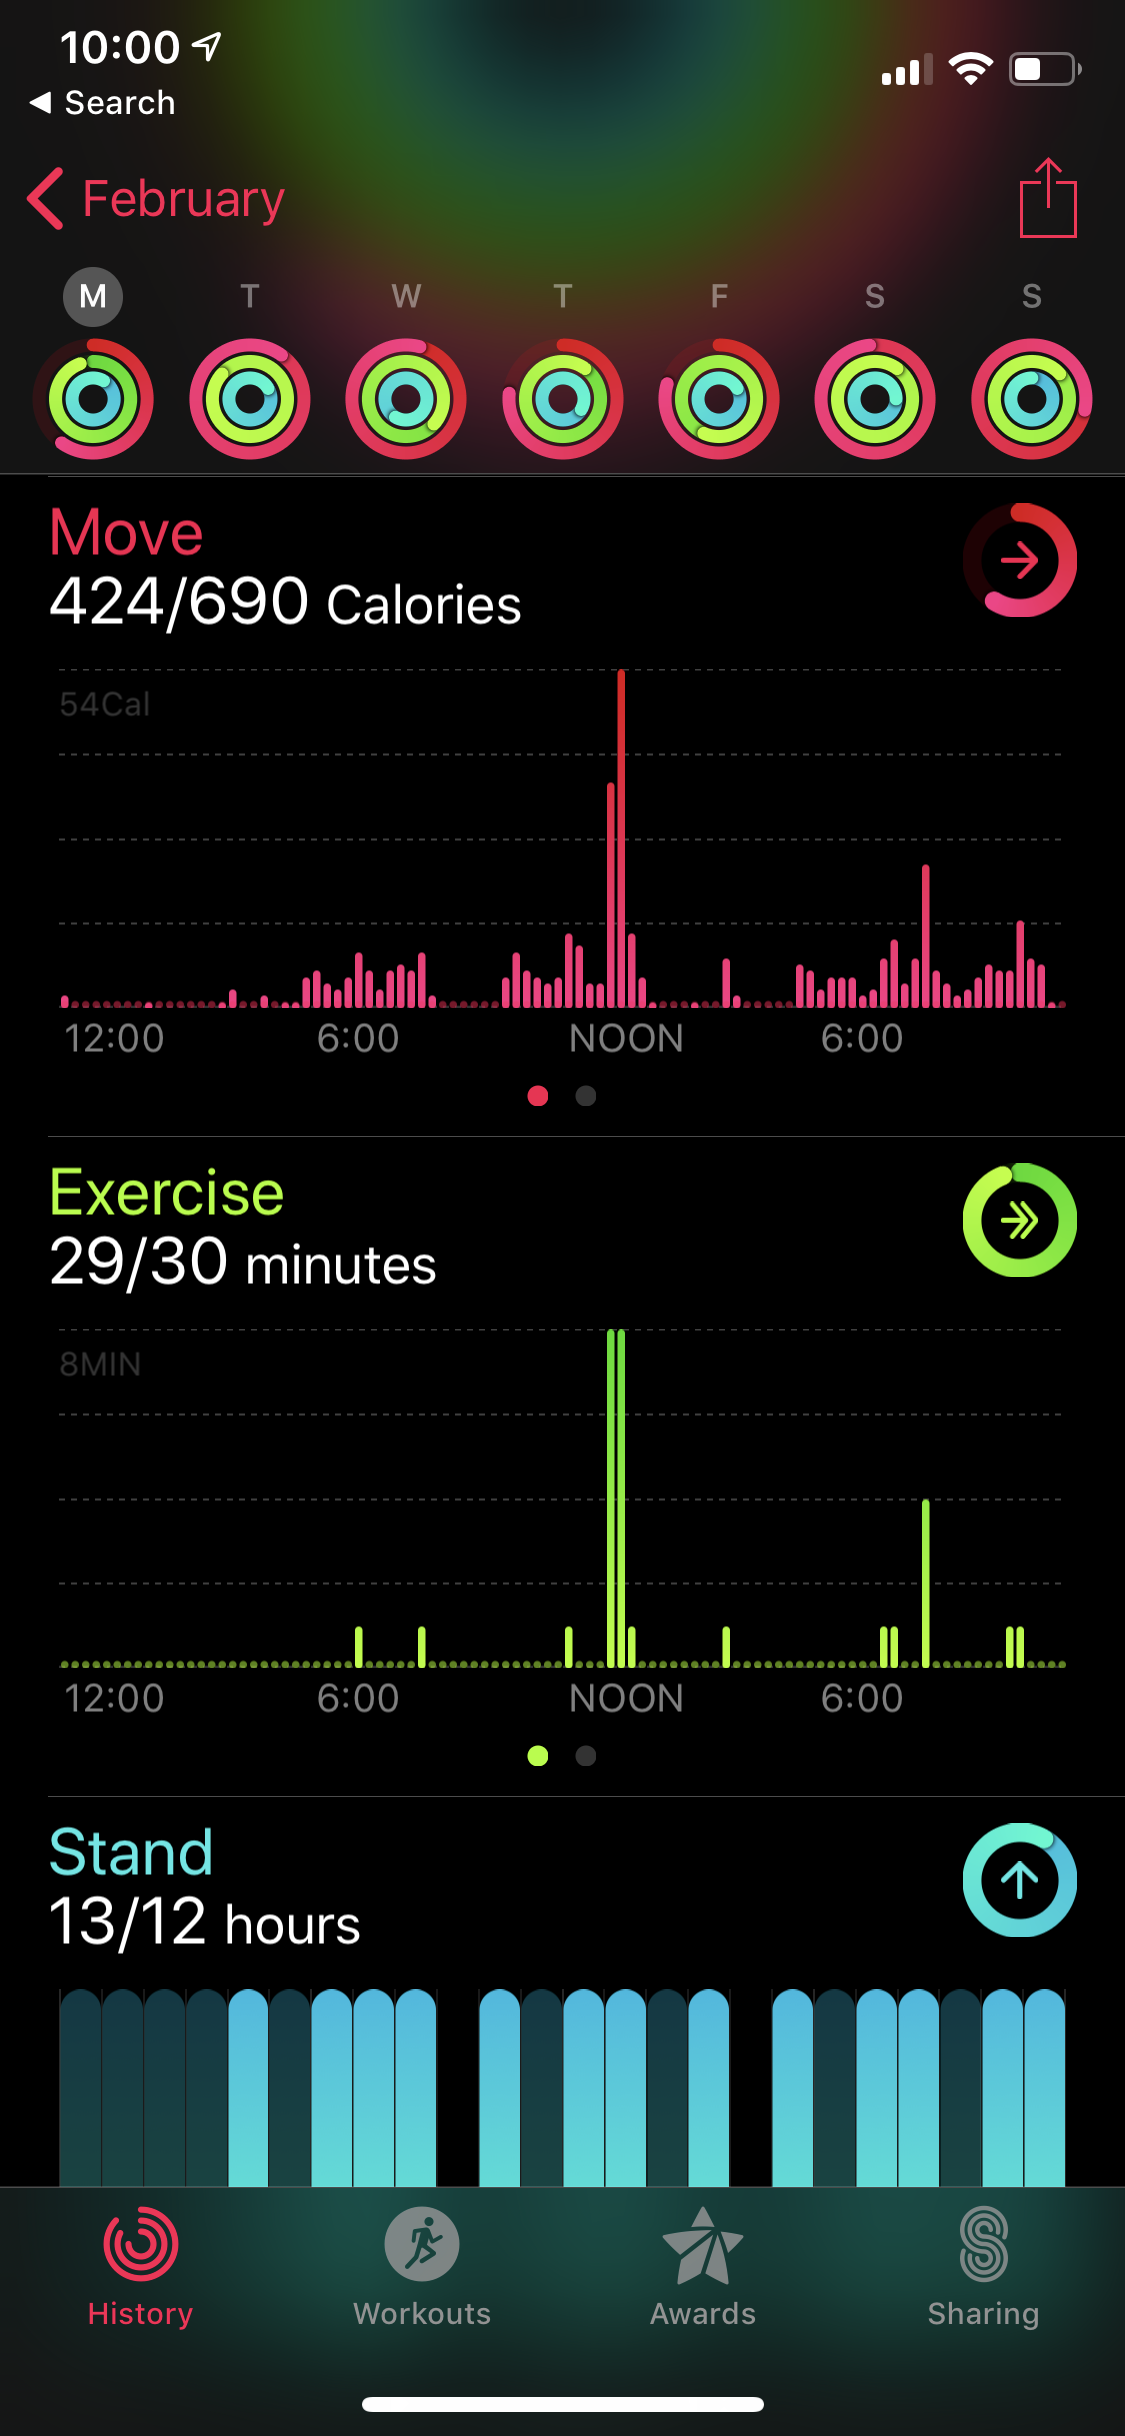 10:00
Search
February
M T W T F S S
Move
424/690 Calories
54Cal
12:00 6:00 NOON 6:00
Exercise
29/30 minutes
8MIN
12:00 6:00 NOON 6:00
Stand
13/12 hours
History Workouts Awards Sharing